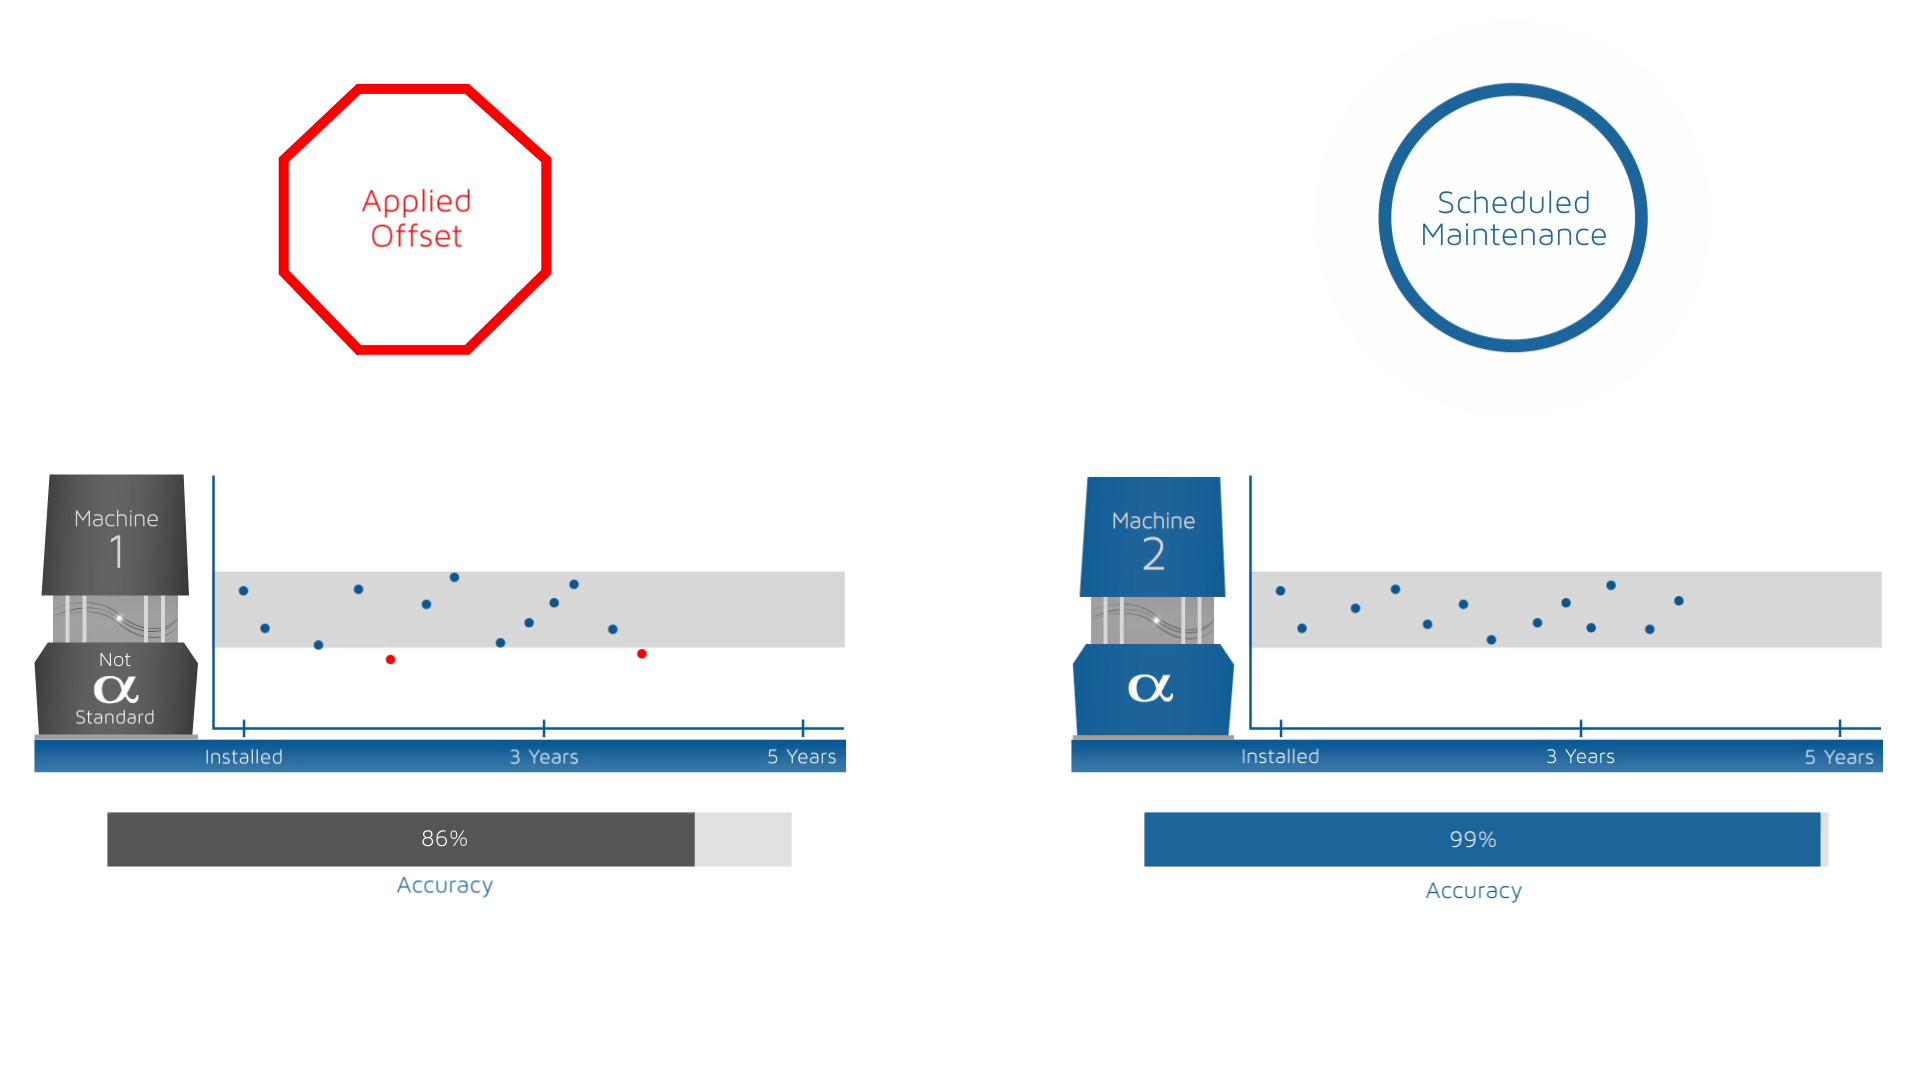 Applied
Offset
Scheduled
Maintenance
Machine
1
Not
α
Standard
Installed
3 Years
5 Years
86%
Accuracy
Machine
2
α
Installed
3 Years
5 Years
99%
Accuracy